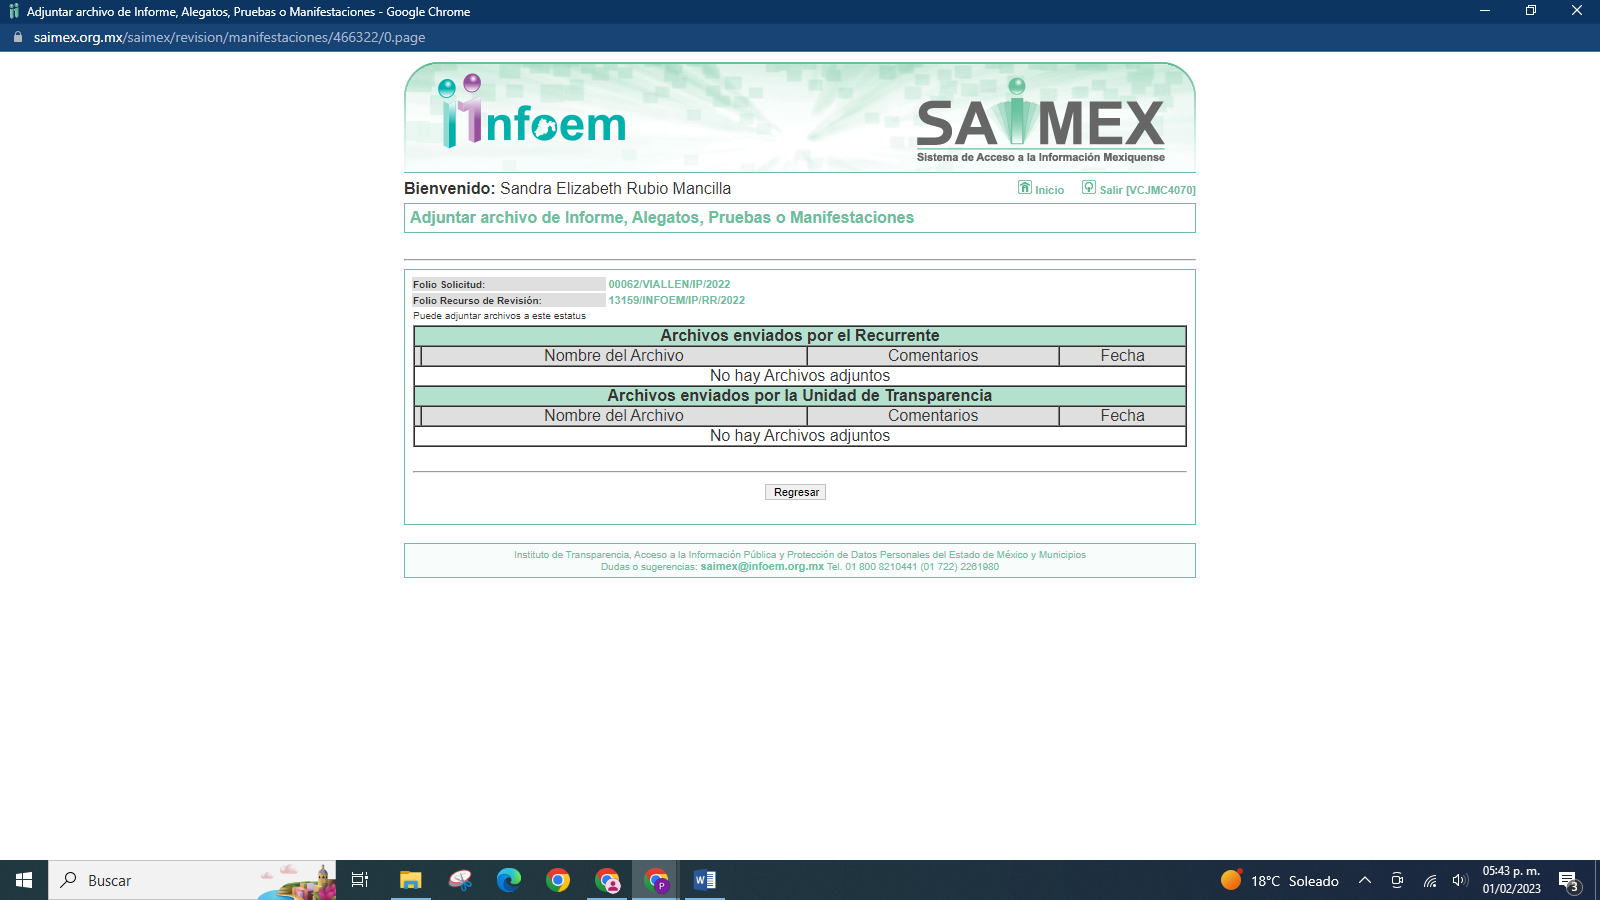 Adjuntar archivo de Informe, Alegatos, Pruebas o Manifestaciones - Google Chrome
saimex.org.mx/saimex/revision/manifestaciones/466322/0.page
infoem
SAIMEX
Sistema de Acceso a la Información Mexiquense
Bienvenido: Sandra Elizabeth Rubio Mancilla
Inicio Salir [VCJMC4070]
Adjuntar archivo de Informe, Alegatos, Pruebas o Manifestaciones
Folio Solicitud: 00062/VIALLEN/IP/2022
Folio Recurso de Revisión: 13159/INFOEM/IP/RR/2022
Puede adjuntar archivos a este estatus
Archivos enviados por el Recurrente
Nombre del Archivo Comentarios Fecha
No hay Archivos adjuntos
Archivos enviados por la Unidad de Transparencia
Nombre del Archivo Comentarios Fecha
No hay Archivos adjuntos
Regresar
Instituto de Transparencia, Acceso a la Información Pública y Protección de Datos Personales del Estado de México y Municipios
Dudas o sugerencias: saimex@infoem.org.mx Tel. 01 800 8210441 (01 722) 2261980
Buscar
P
W
18°C Soleado
05:43 p. m.
01/02/2023
3